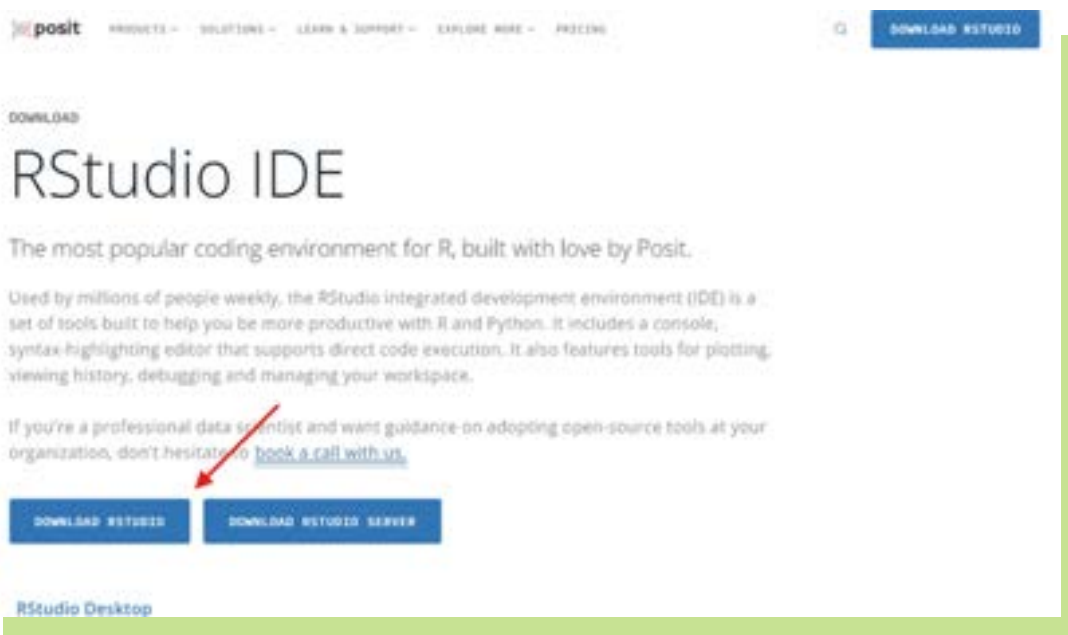 posit PRODUCTS LEARN & SUPPORT EXPLORE MORE PRICING DOWNLOAD RSTUDIO
DOWNLOAD
RStudio IDE
The most popular coding environment for R, built with love by Posit.
Used by millions of people weekly, the RStudio integrated development environment (IDE) is a
set of tools built to help you be more productive with R and Python. It includes a console,
syntax-highlighting editor that supports direct code execution. It also features tools for plotting,
viewing history, debugging and managing your workspace.
If you're a professional data scientist and want guidance on adopting open-source tools at your
organization, don't hesitate to book a call with us.
DOWNLOAD RSTUDIO DOWNLOAD RSTUDIO SERVER
RStudio Desktop